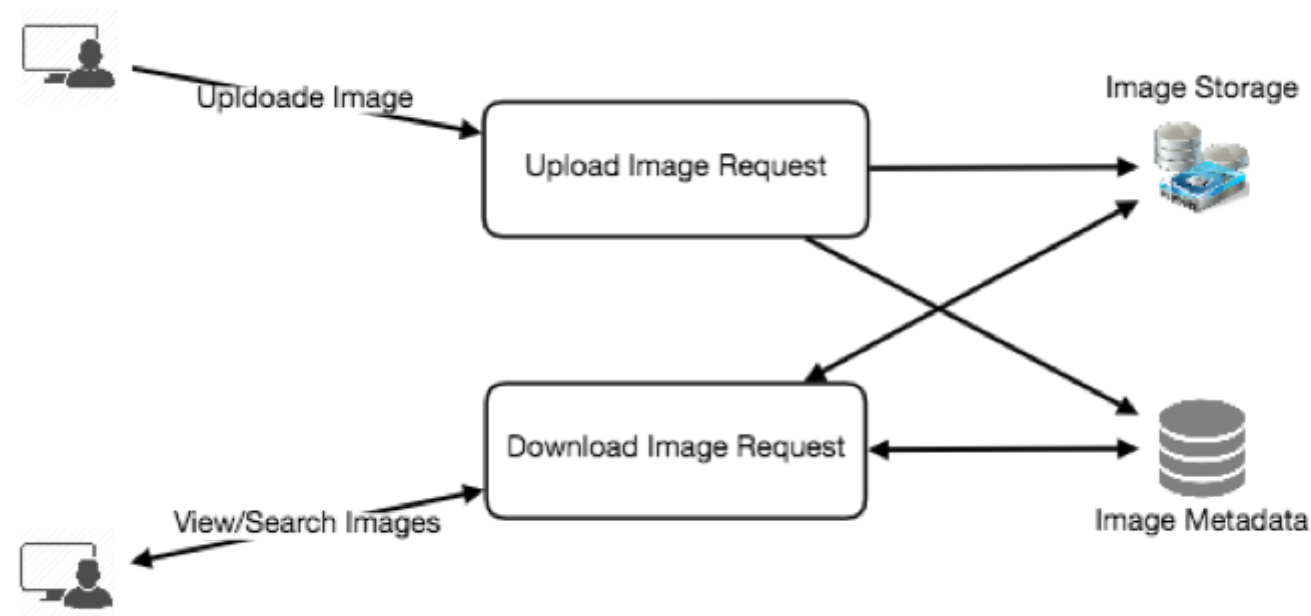 Upldoade Image
Image Storage
Upload Image Request
Download Image Request
View/Search Images
Image Metadata